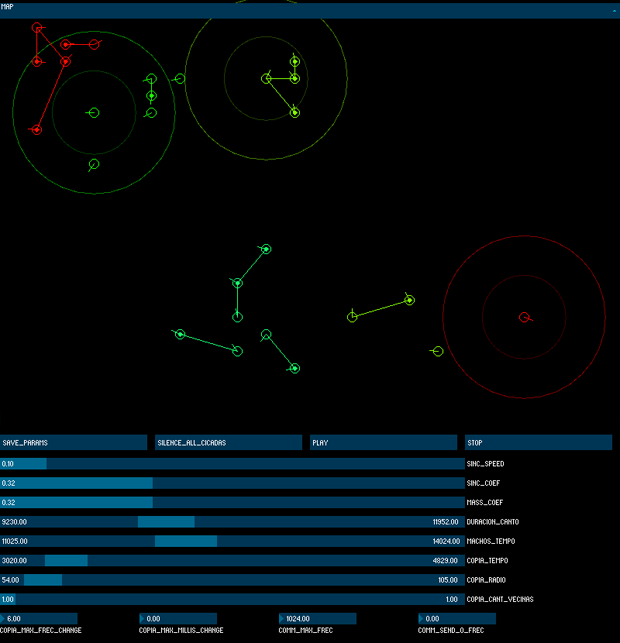 MAP
SAVE_PARAMS SILENCE_ALL_CICADAS PLAY STOP
0.10 SINC_SPEED
0.32 SINC_COEF
0.32 MASS_COEF
9230.00 11952.00 DURACION_CANTO
11025.00 14024.00 MACHOS_TEMPO
3020.00 4829.00 COPIA_TEMPO
54.00 105.00 COPIA_RADIO
1.00 1.00 COPIA_CANT_VECINAS
6.00 0.00 1024.00 0.00
COPIA_MAX_FREC_CHANGE COPIA_MAX_MILLIS_CHANGE COMM_MAX_FREC COMM_SEND_0_FREC